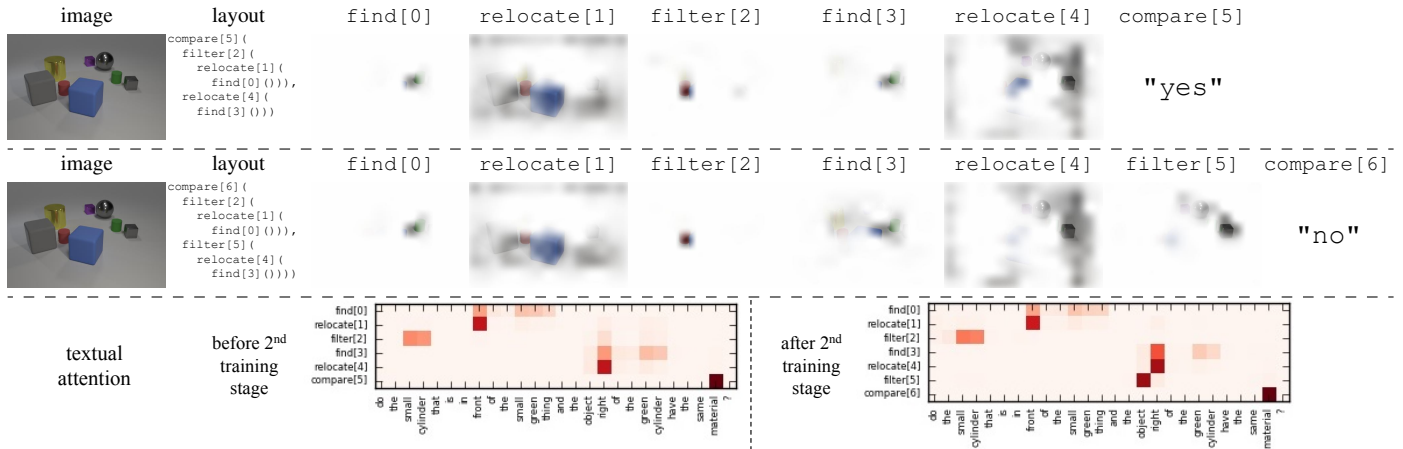 image layout find[0] relocate[1] filter[2] find[3] relocate[4] compare[5]
compare[5](
filter[2](
relocate[1](
find[0]())),
relocate[4](
find[3]()))
"yes"
image layout find[0] relocate[1] filter[2] find[3] relocate[4] filter[5] compare[6]
compare[6](
filter[2](
relocate[1](
find[0]())),
filter[5](
relocate[4](
find[3]())))
"no"
textual
attention
before 2nd
training
stage
find[0]
relocate[1]
filter[2]
find[3]
relocate[4]
compare[5]
do
the
small
cylinder
that
is
in
front
of
the
small
green
thing
and
the
object
right
of
the
green
cylinder
have
the
same
material
?
after 2nd
training
stage
find[0]
relocate[1]
filter[2]
find[3]
relocate[4]
filter[5]
compare[6]
do
the
small
cylinder
that
is
in
front
of
the
small
green
thing
and
the
object
right
of
the
green
cylinder
have
the
same
material
?